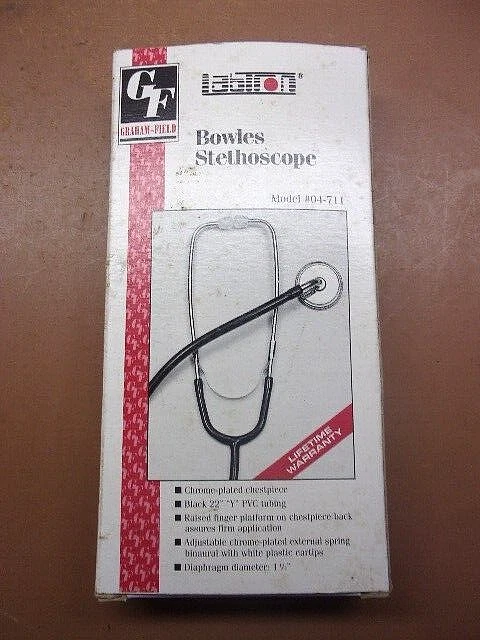 GF
GRAHAM-FIELD
Labtron®
Bowles
Stethoscope
Model #04-711
LIFETIME
WARRANTY
■ Chrome-plated chestpiece
■ Black 22" "Y" PVC tubing
■ Raised finger platform on chestpiece back
assures firm application
■ Adjustable chrome-plated external spring
binaural with white plastic eartips
■ Diaphragm diameter: 1